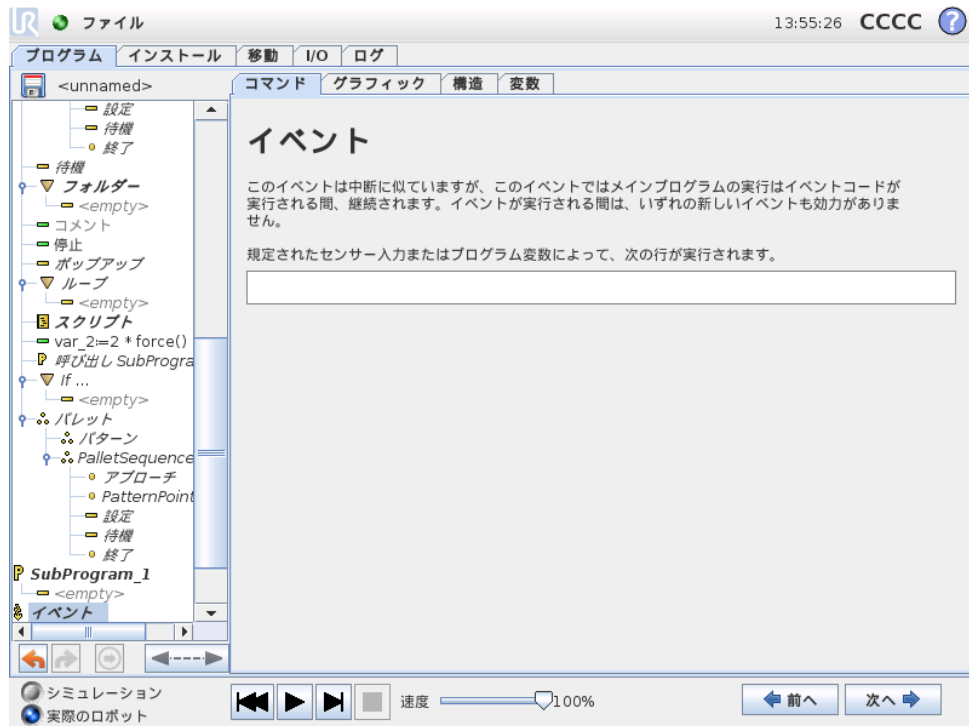 UR ファイル 13:55:26 CCCC ?
プログラム インストール 移動 I/O ログ
<unnamed>
コマンド グラフィック 構造 変数
設定
待機
終了
待機
フォルダー
<empty>
コメント
停止
ポップアップ
ループ
<empty>
スクリプト
var_2≔2 * force()
呼び出し SubProgra
If ...
<empty>
パレット
パターン
PalletSequence
アプローチ
PatternPoint
設定
待機
終了
SubProgram_1
<empty>
イベント
イベント
このイベントは中断に似ていますが、このイベントではメインプログラムの実行はイベントコードが
実行される間、継続されます。イベントが実行される間は、いずれの新しいイベントも効力がありま
せん。
規定されたセンサー入力またはプログラム変数によって、次の行が実行されます。
シミュレーション
実際のロボット
速度 100%
前へ 次へ